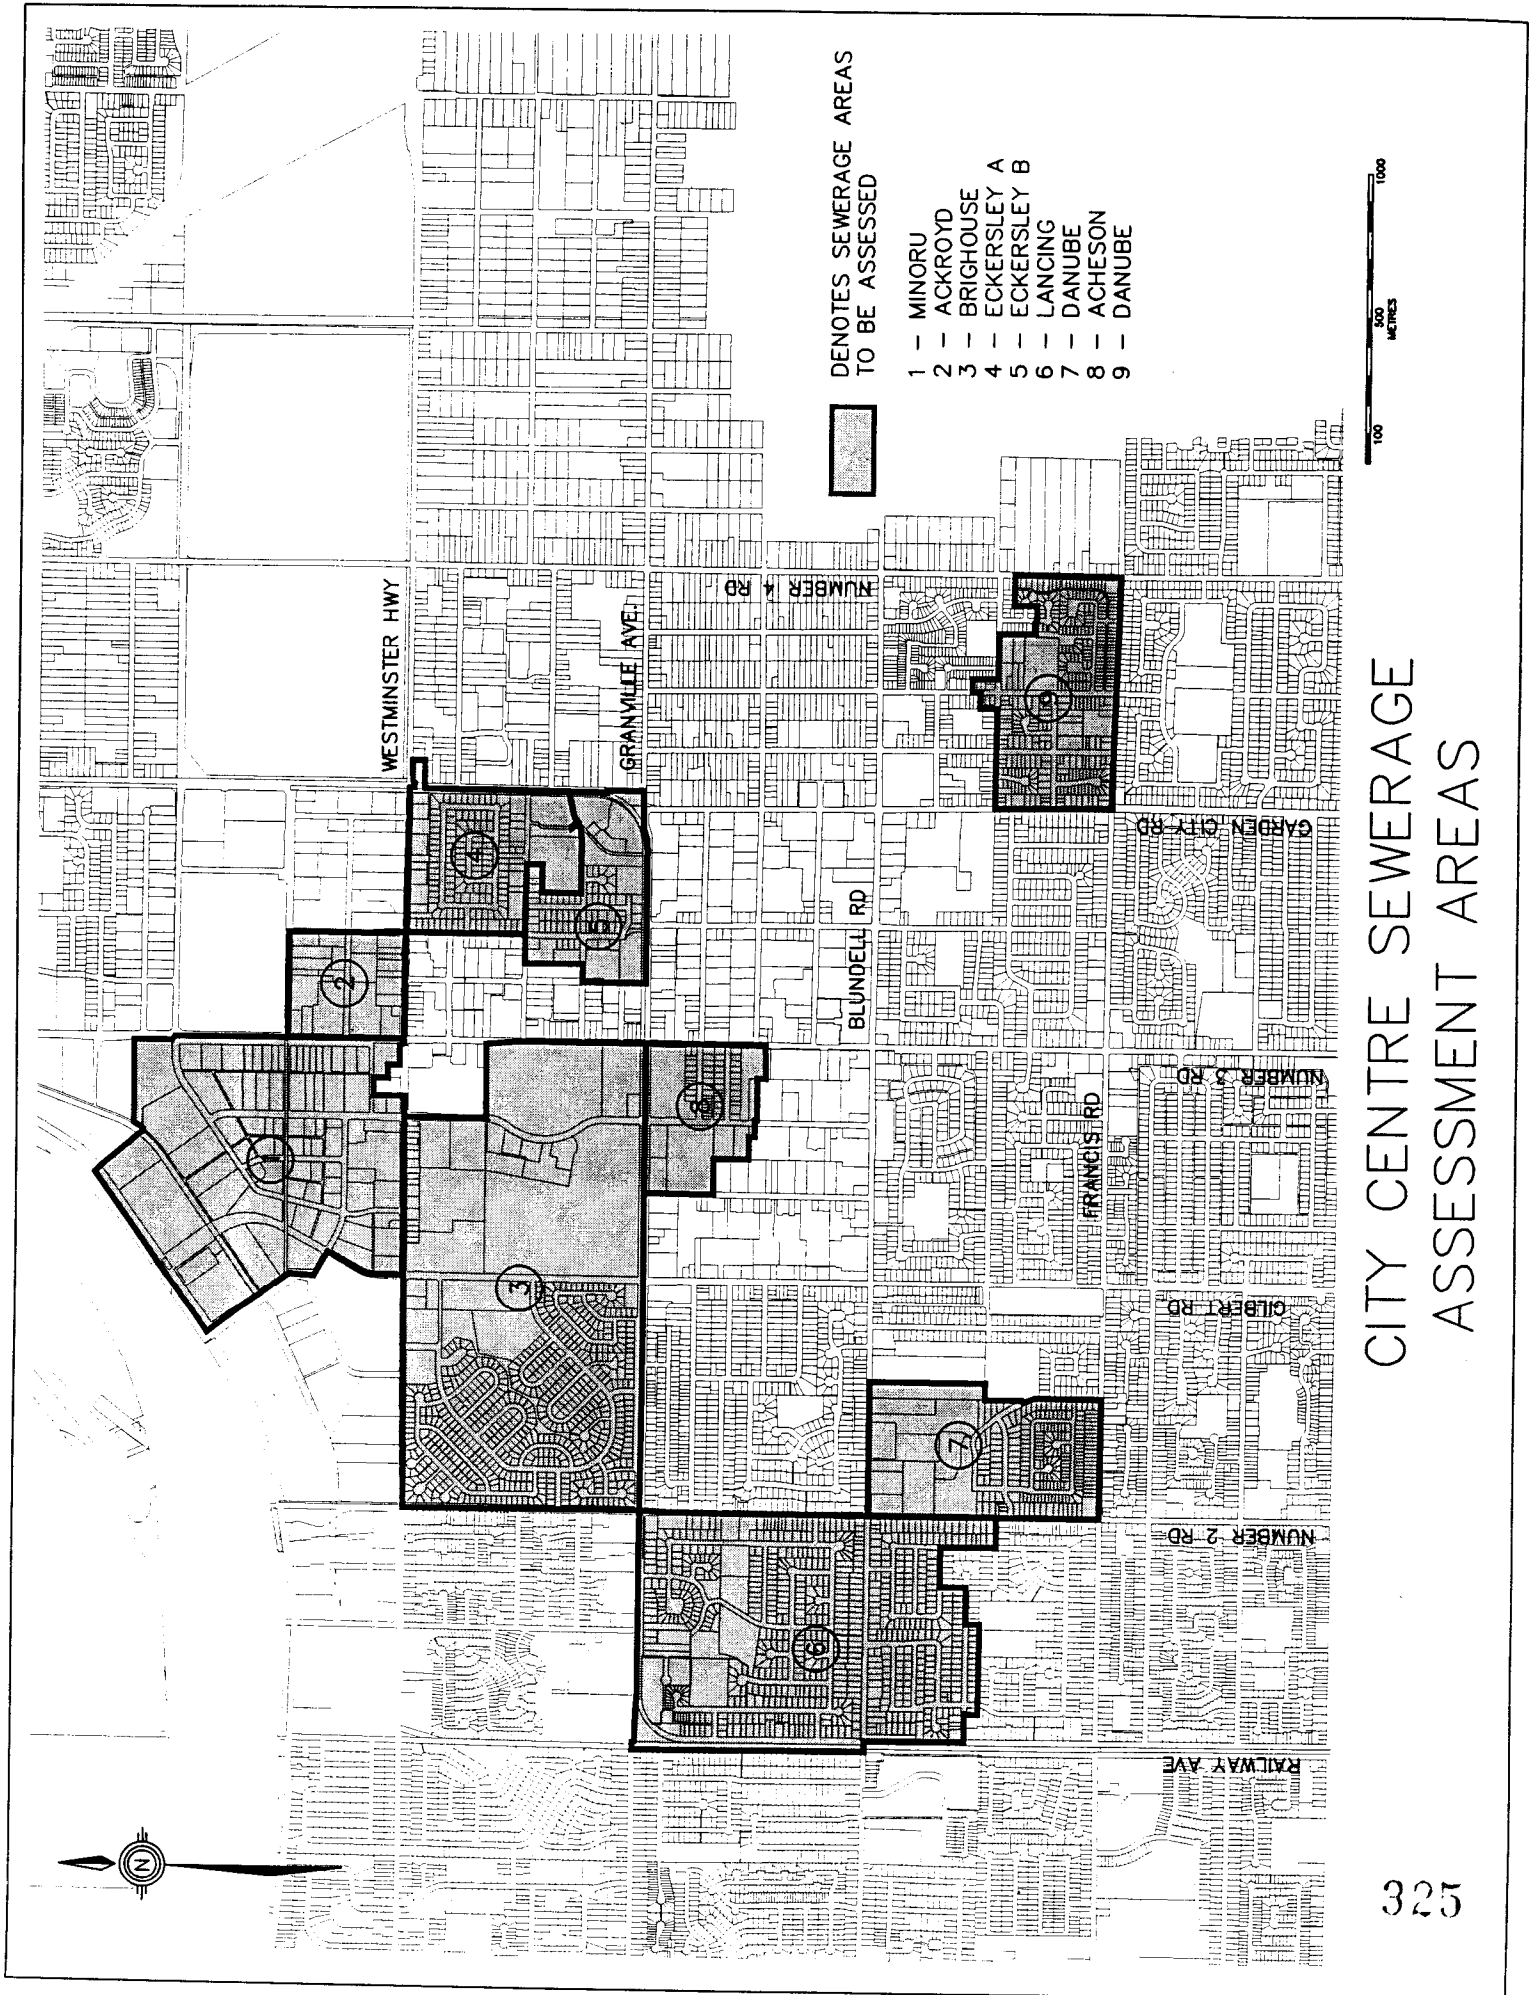 N
WESTMINSTER HWY
GRANVILLE AVE.
NUMBER 4 RD
BLUNDELL RD
GARDEN CITY RD
NUMBER 3 RD
FRANCIS RD
GILBERT RD
NUMBER 2 RD
RAILWAY AVE
1
2
3
4
5
6
7
8
9
DENOTES SEWERAGE AREAS
TO BE ASSESSED
1 – MINORU
2 – ACKROYD
3 – BRIGHOUSE
4 – ECKERSLEY A
5 – ECKERSLEY B
6 – LANCING
7 – DANUBE
8 – ACHESON
9 – DANUBE
100 500 1000
METRES
CITY CENTRE SEWERAGE
ASSESSMENT AREAS
325